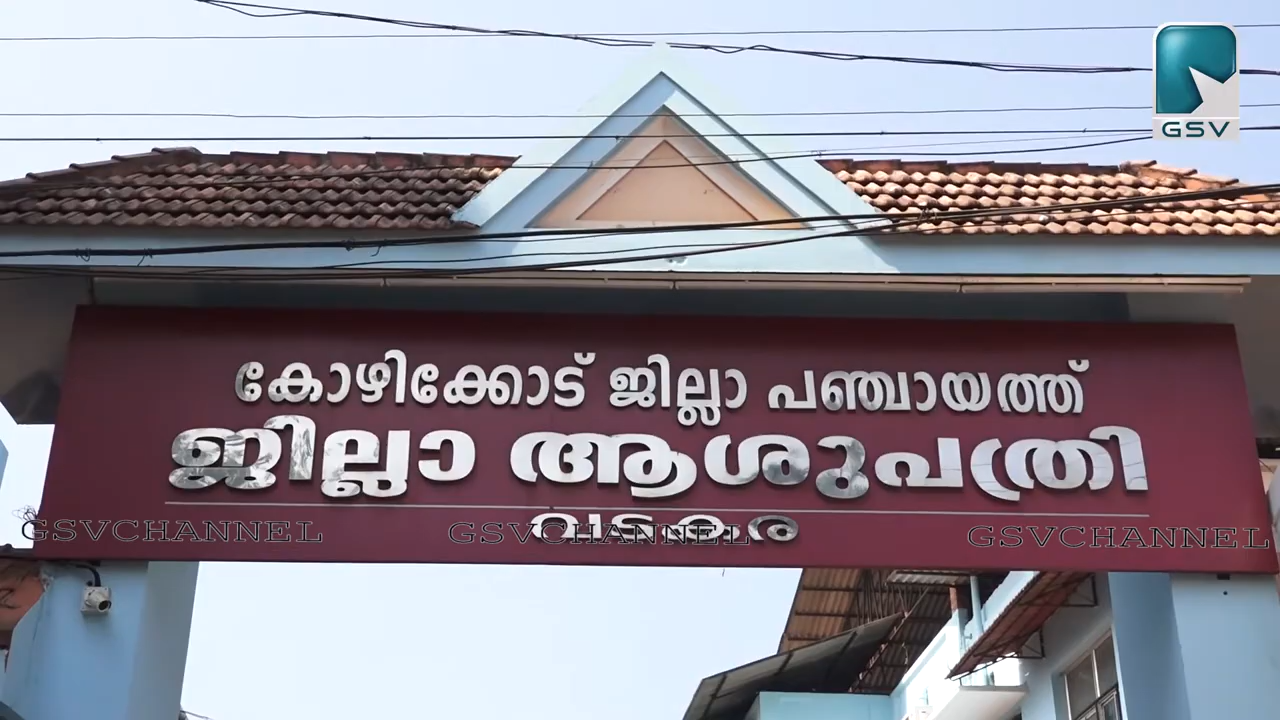 GSV
കോഴിക്കോട് ജില്ലാ പഞ്ചായത്ത്
ജില്ലാ ആശുപത്രി
വടകര
GSVCHANNEL GSVCHANNEL GSVCHANNEL